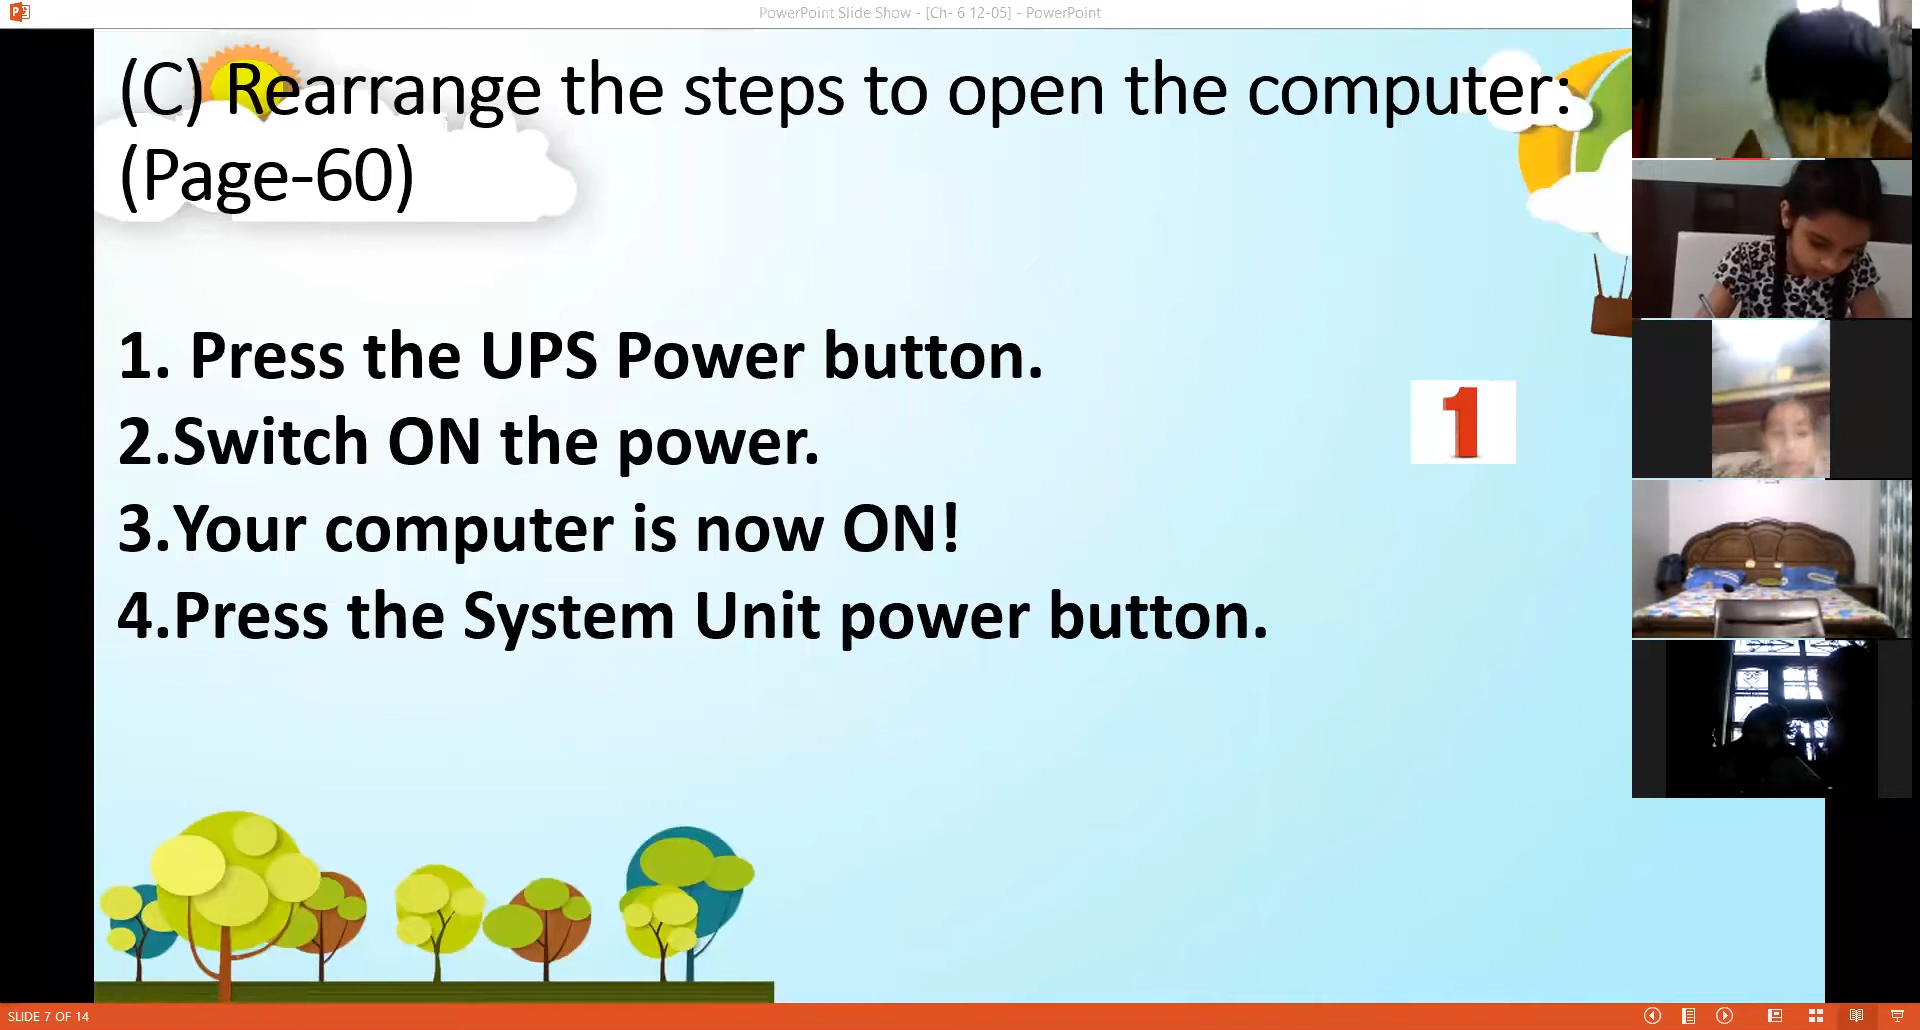 PowerPoint Slide Show - [Ch- 6 12-05] - PowerPoint
(C) Rearrange the steps to open the computer:
(Page-60)
1. Press the UPS Power button.
1
2.Switch ON the power.
3.Your computer is now ON!
4.Press the System Unit power button.
SLIDE 7 OF 14